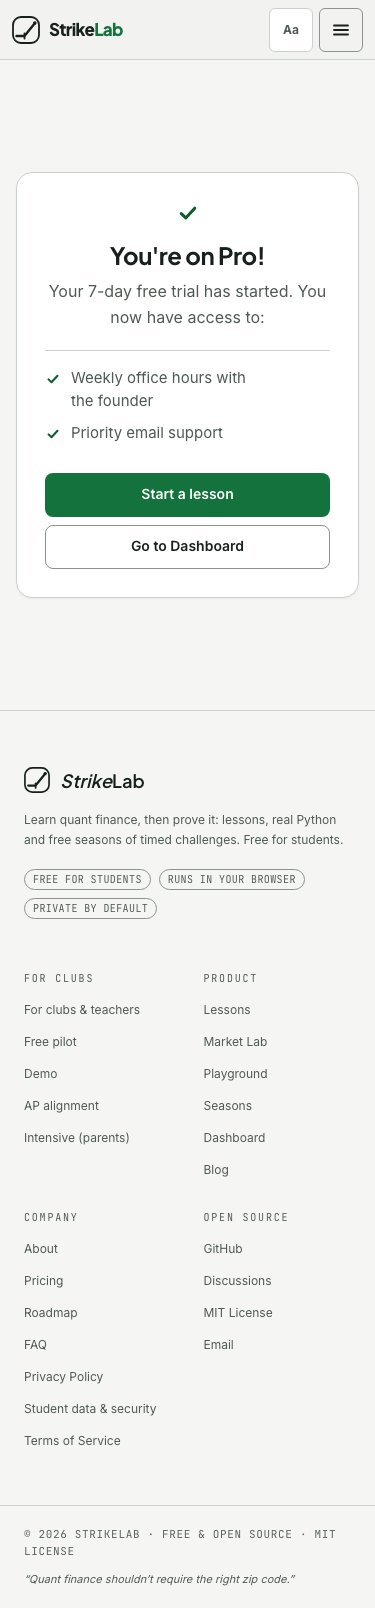 StrikeLab
Aa
You're on Pro!
Your 7-day free trial has started. You
now have access to:
Weekly office hours with
the founder
Priority email support
Start a lesson
Go to Dashboard
StrikeLab
Learn quant finance, then prove it: lessons, real Python
and free seasons of timed challenges. Free for students.
FREE FOR STUDENTS
RUNS IN YOUR BROWSER
PRIVATE BY DEFAULT
FOR CLUBS
For clubs & teachers
Free pilot
Demo
AP alignment
Intensive (parents)
PRODUCT
Lessons
Market Lab
Playground
Seasons
Dashboard
Blog
COMPANY
About
Pricing
Roadmap
FAQ
Privacy Policy
Student data & security
Terms of Service
OPEN SOURCE
GitHub
Discussions
MIT License
Email
© 2026 STRIKELAB · FREE & OPEN SOURCE · MIT
LICENSE
“Quant finance shouldn’t require the right zip code.”